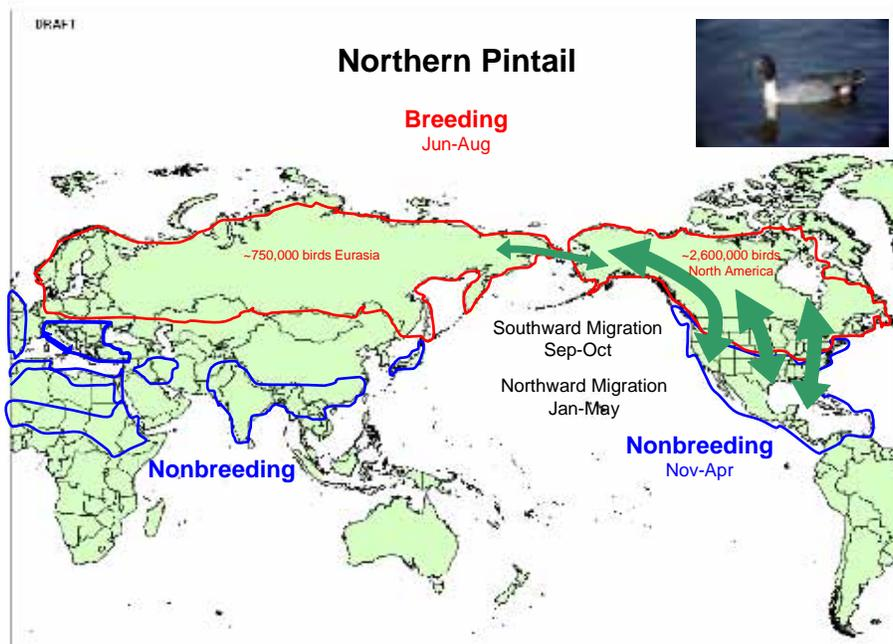 DRAFT
Northern Pintail
Breeding
Jun-Aug
~750,000 birds Eurasia
~2,600,000 birds
North America
Southward Migration
Sep-Oct
Northward Migration
Jan-May
Nonbreeding
Nonbreeding
Nov-Apr